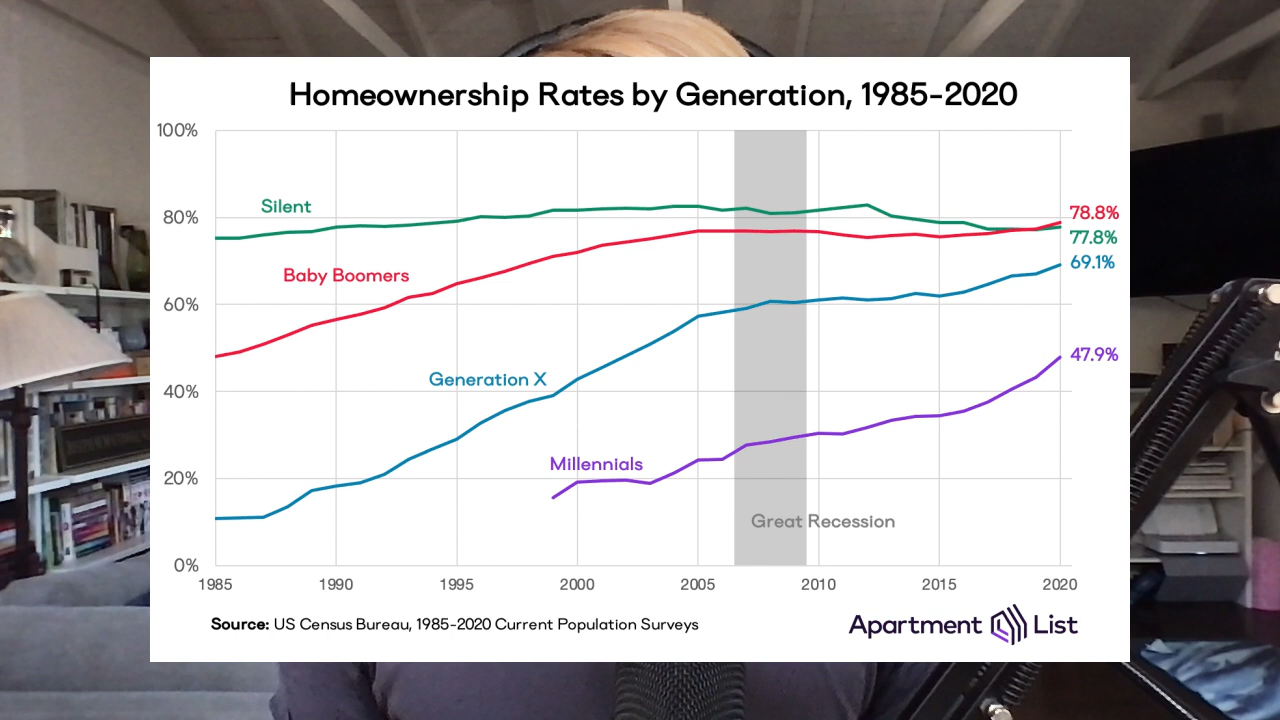 Homeownership Rates by Generation, 1985-2020
100%
80%
60%
40%
20%
0%
Silent
Baby Boomers
Generation X
Millennials
Great Recession
78.8%
77.8%
69.1%
47.9%
1985
1990
1995
2000
2005
2010
2015
2020
Source: US Census Bureau, 1985-2020 Current Population Surveys
Apartment List